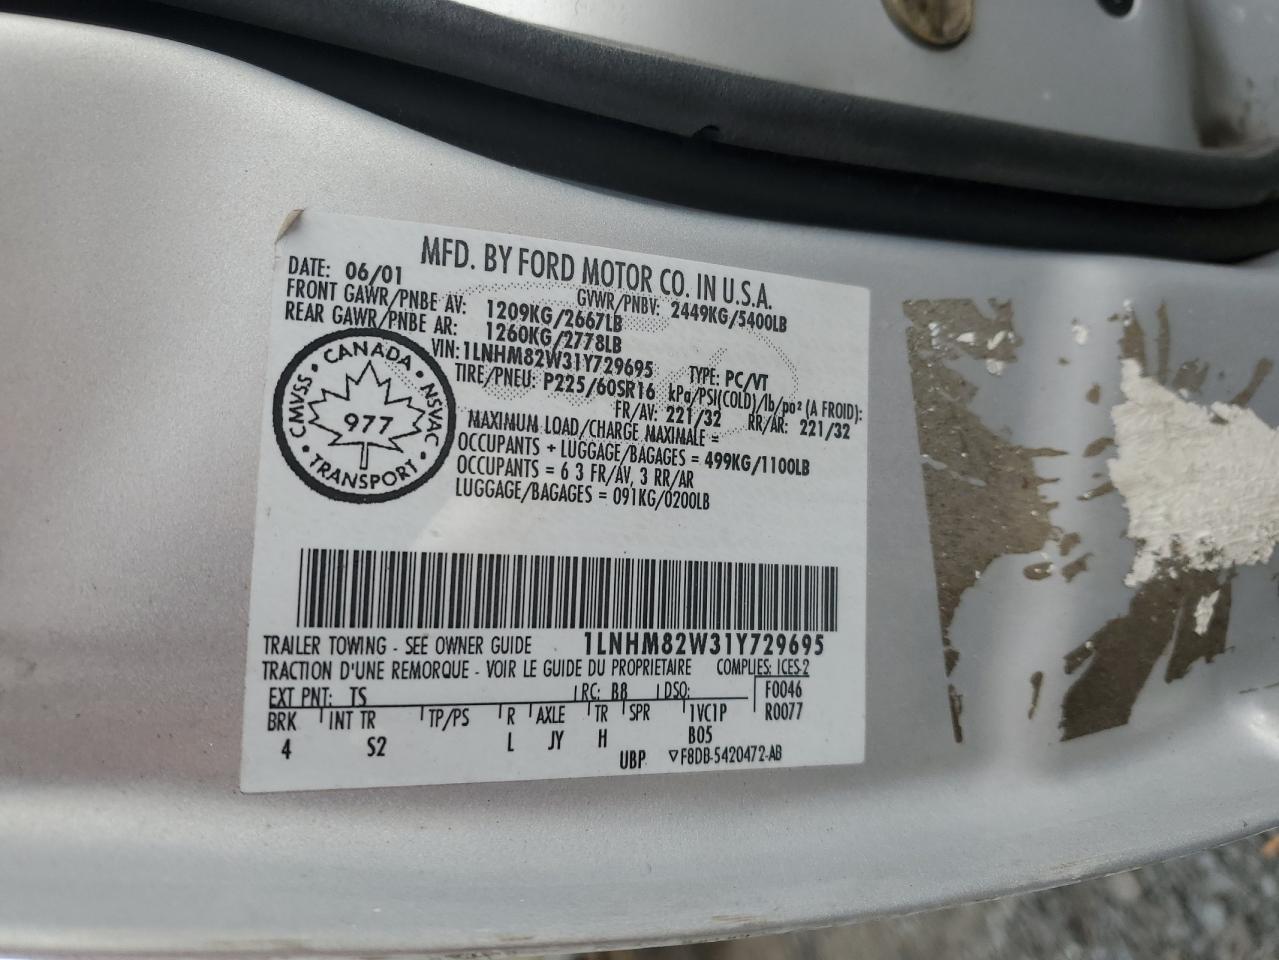 MFD. BY FORD MOTOR CO. IN U.S.A.
DATE: 06/01 GVWR/PNBV: 2449KG/5400LB
FRONT GAWR/PNBE AV: 1209KG/2667LB
REAR GAWR/PNBE AR: 1260KG/2778LB
VIN: 1LNHM82W31Y729695 TYPE: PC/VT
TIRE/PNEU: P225/60SR16 kPa/PSI(COLD)/lb/po² (A FROID):
FR/AV: 221/32 RR/AR: 221/32
MAXIMUM LOAD/CHARGE MAXIMALE =
OCCUPANTS + LUGGAGE/BAGAGES = 499KG/1100LB
OCCUPANTS = 6 3 FR/AV, 3 RR/AR
LUGGAGE/BAGAGES = 091KG/0200LB
CANADA • NSVAC • TRANSPORT • CMVSS •
977
1LNHM82W31Y729695
TRAILER TOWING - SEE OWNER GUIDE
TRACTION D'UNE REMORQUE - VOIR LE GUIDE DU PROPRIETAIRE COMPLIES: ICES-2
EXT PNT: TS RC: B8 DSO: F0046
BRK INT TR TP/PS R AXLE TR SPR 1VC1P R0077
4 S2 L JY H B05
UBP ▽F8DB-5420472-AB